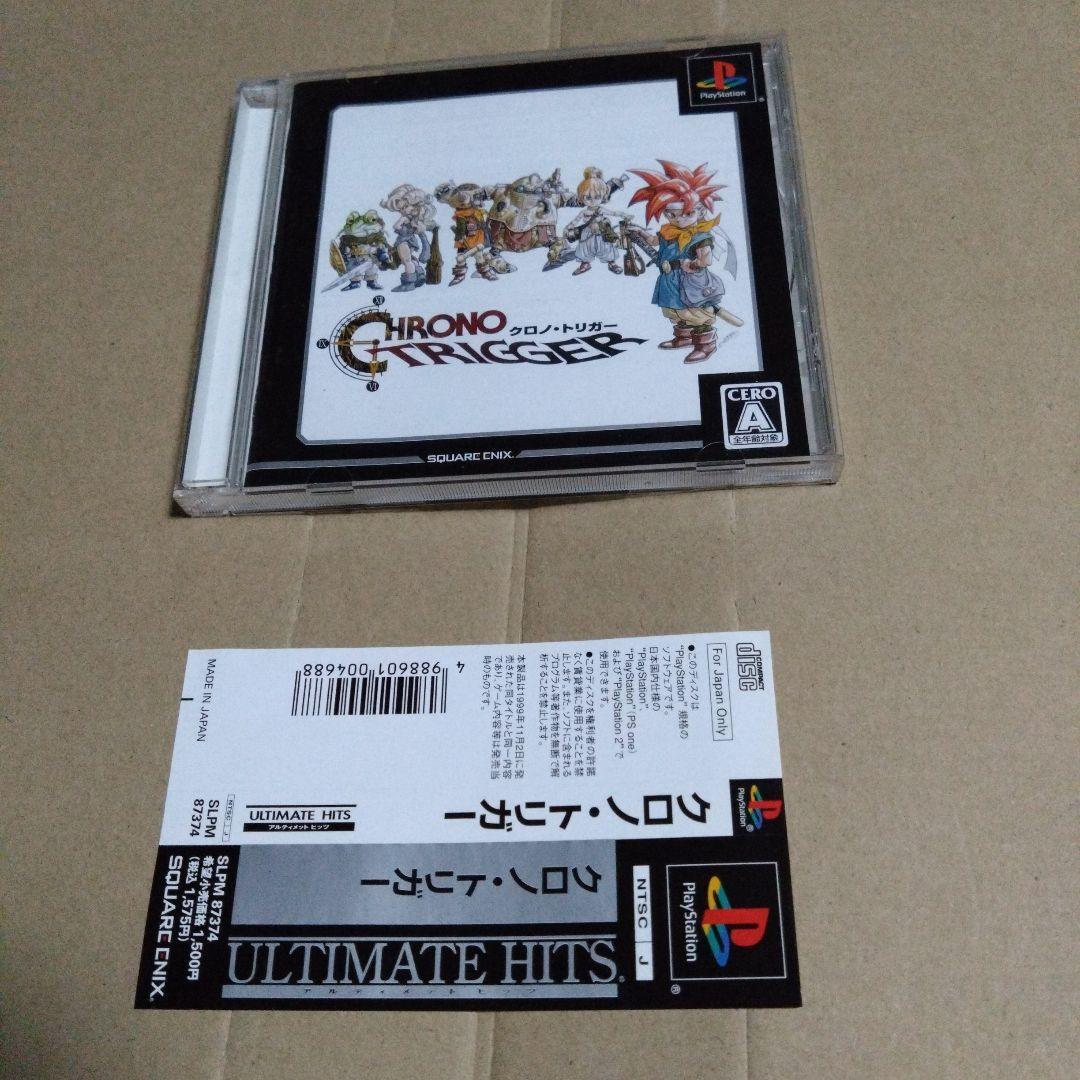 PlayStation
CHRONO
TRIGGER
クロノ・トリガー
CERO
A
全年齢対象
SQUARE ENIX
COMPACT
disc
For Japan Only
●このディスクは
"PlayStation" 規格の
ソフトウェアです。
日本国内仕様の
"PlayStation",
"PlayStation" (PS one)
および"PlayStation 2" で
使用できます。
●このディスクを権利者の許諾
なく賃貸業に使用することを禁
止します。また、ソフトに含まれる
プログラム等著作物を無断で解
析することを禁止します。
本製品は1999年11月2日に発
売された同タイトルと同一内容
であり、ゲーム内容等は発売当
時のものです。
4 988601 004688
MADE IN JAPAN
PlayStation
クロノ・トリガー
ULTIMATE HITS
アルティメット ヒッツ
NTSC J
SLPM
87374
PlayStation
NTSC J
クロノ・トリガー
ULTIMATE HITS
アルティメット ヒッツ
SLPM 87374
希望小売価格 1,500円
(税込 1,575円)
SQUARE ENIX